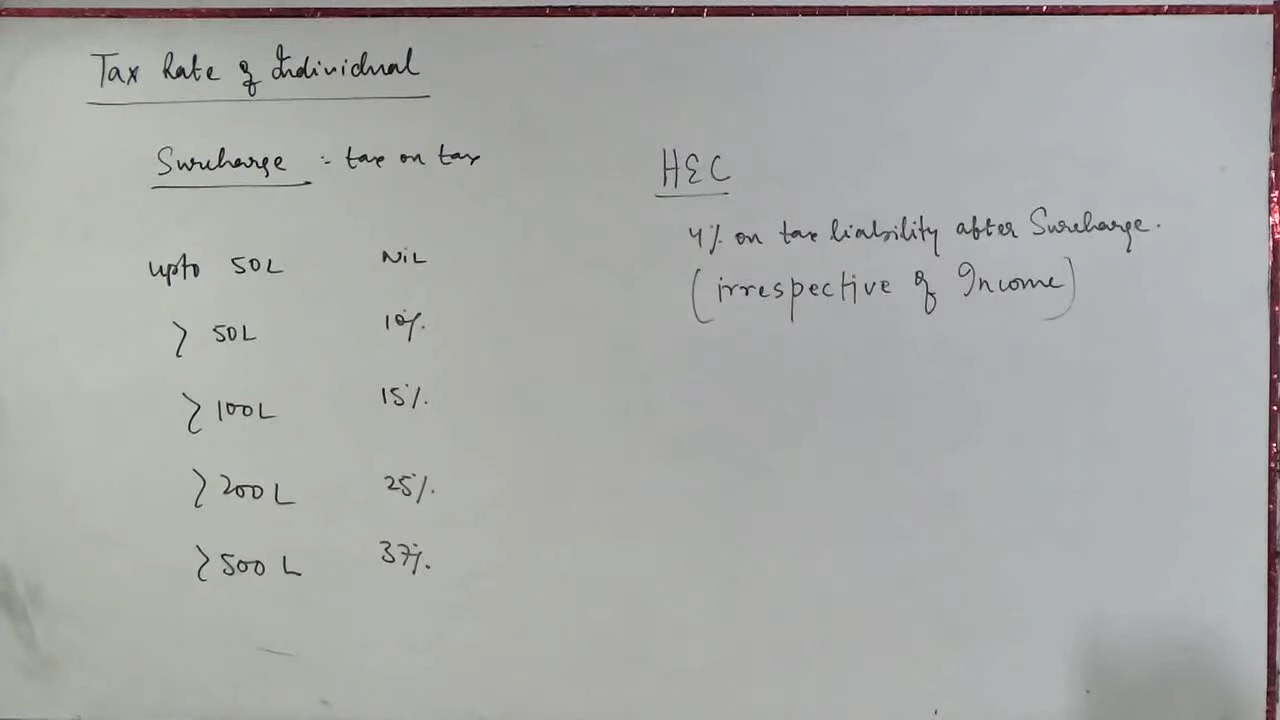 Tax Rate of Individual
Surcharge :- tax on tax
upto 50L NiL
> 50L 10%.
> 100L 15%.
> 200L 25%.
> 500L 37%.
H&C
4% on tax liability after Surcharge.
(irrespective of Income)